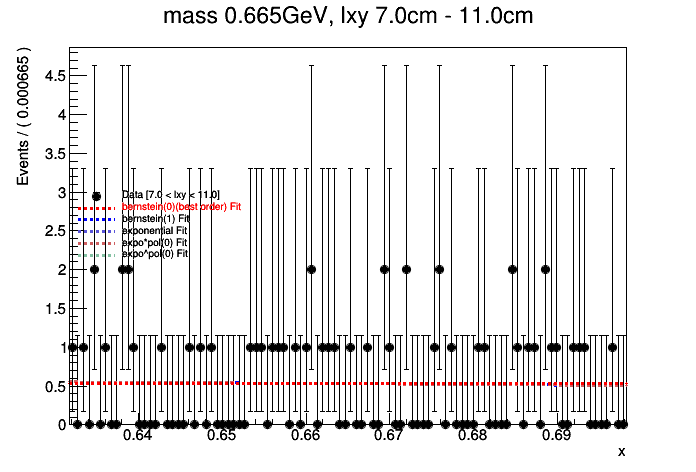 mass 0.665GeV, lxy 7.0cm - 11.0cm
Events / ( 0.000665 )
4.5
4
3.5
3
2.5
2
1.5
1
0.5
0
Data [7.0 < lxy < 11.0]
bernstein(0)(best order) Fit
bernstein(1) Fit
exponential Fit
expo*pol(0) Fit
expo^pol(0) Fit
0.64 0.65 0.66 0.67 0.68 0.69
x